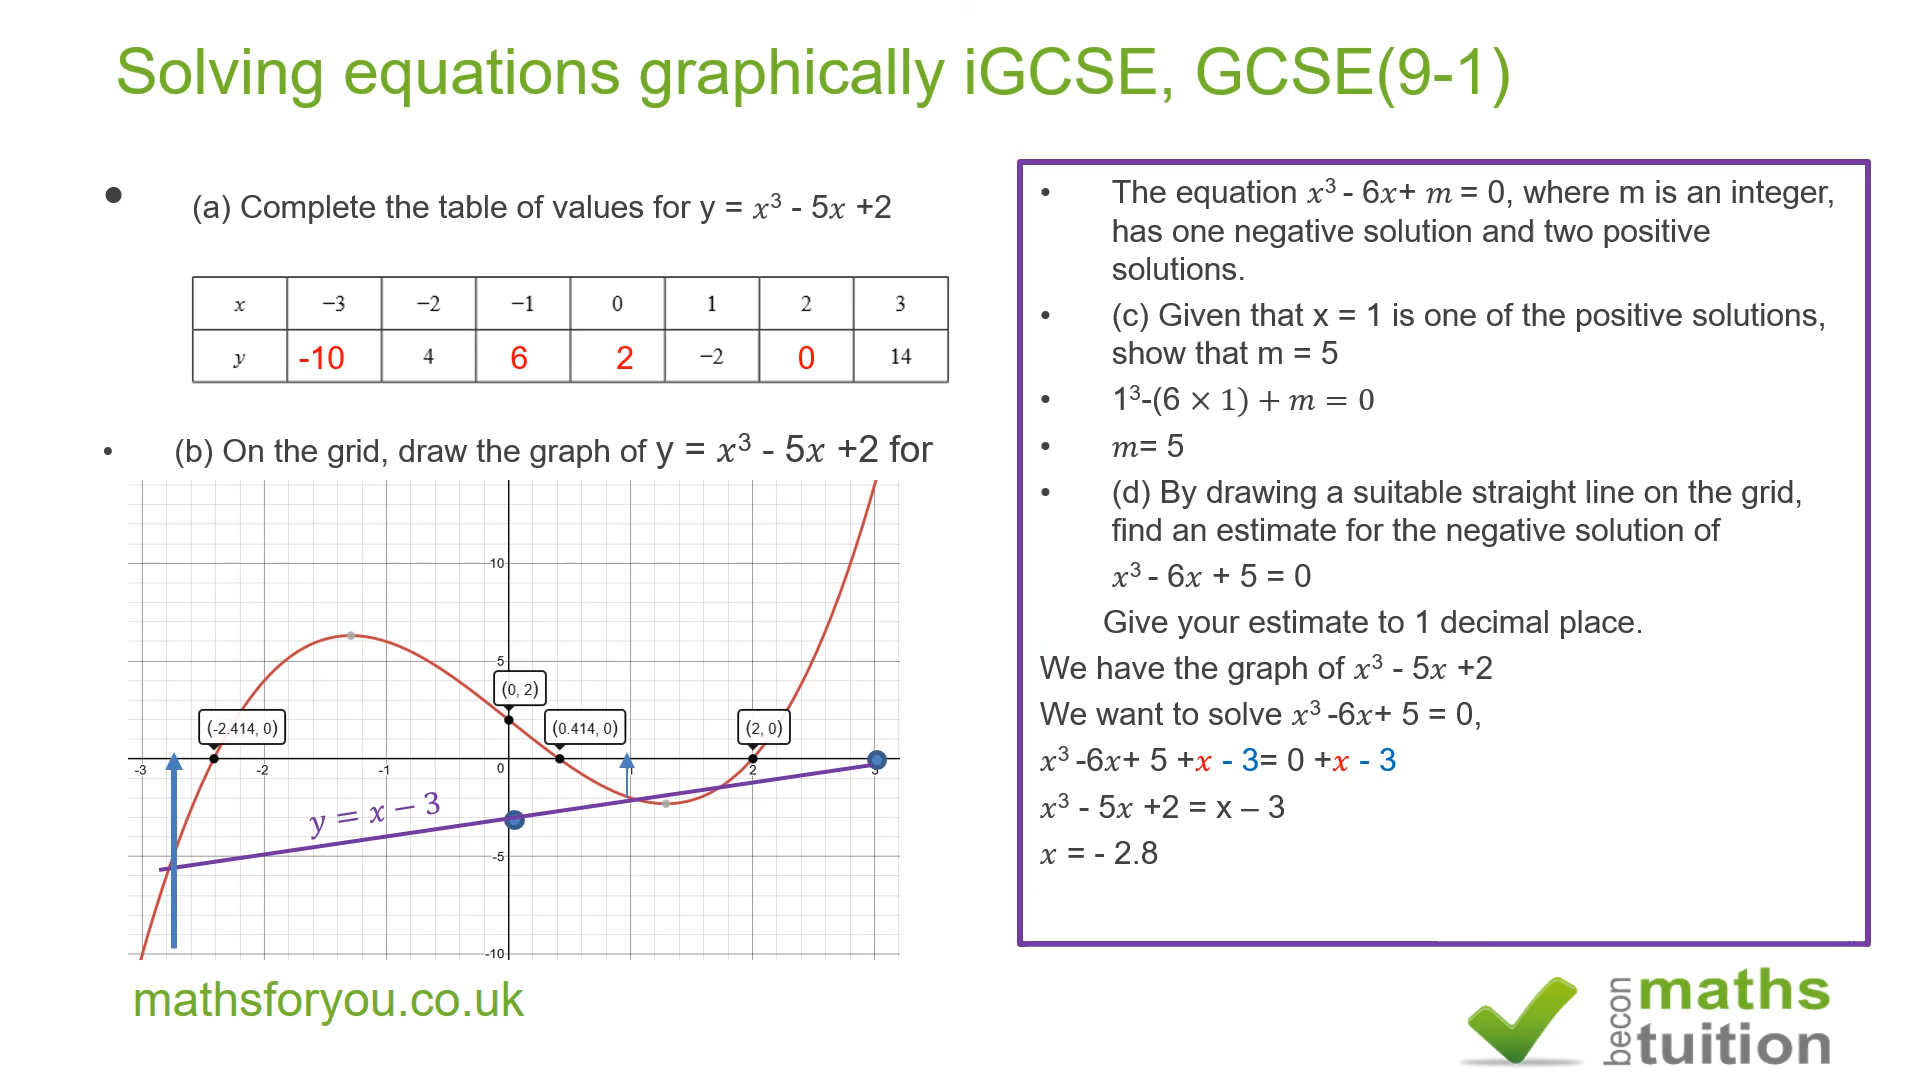 Solving equations graphically iGCSE, GCSE(9-1)
• (a) Complete the table of values for y = x³ - 5x +2
x −3 −2 −1 0 1 2 3
y -10 4 6 2 −2 0 14
• (b) On the grid, draw the graph of y = x³ - 5x +2 for
10
5
(0, 2)
(-2.414, 0) (0.414, 0) (2, 0)
-3 -2 -1 0 1 2 3
y = x − 3
-5
-10
mathsforyou.co.uk
• The equation x³ - 6x+ m = 0, where m is an integer,
has one negative solution and two positive
solutions.
• (c) Given that x = 1 is one of the positive solutions,
show that m = 5
• 1³-(6 × 1) + m = 0
• m= 5
• (d) By drawing a suitable straight line on the grid,
find an estimate for the negative solution of
x³ - 6x + 5 = 0
Give your estimate to 1 decimal place.
We have the graph of x³ - 5x +2
We want to solve x³ -6x+ 5 = 0,
x³ -6x+ 5 +x - 3= 0 +x - 3
x³ - 5x +2 = x – 3
x = - 2.8
becon
maths
tuition